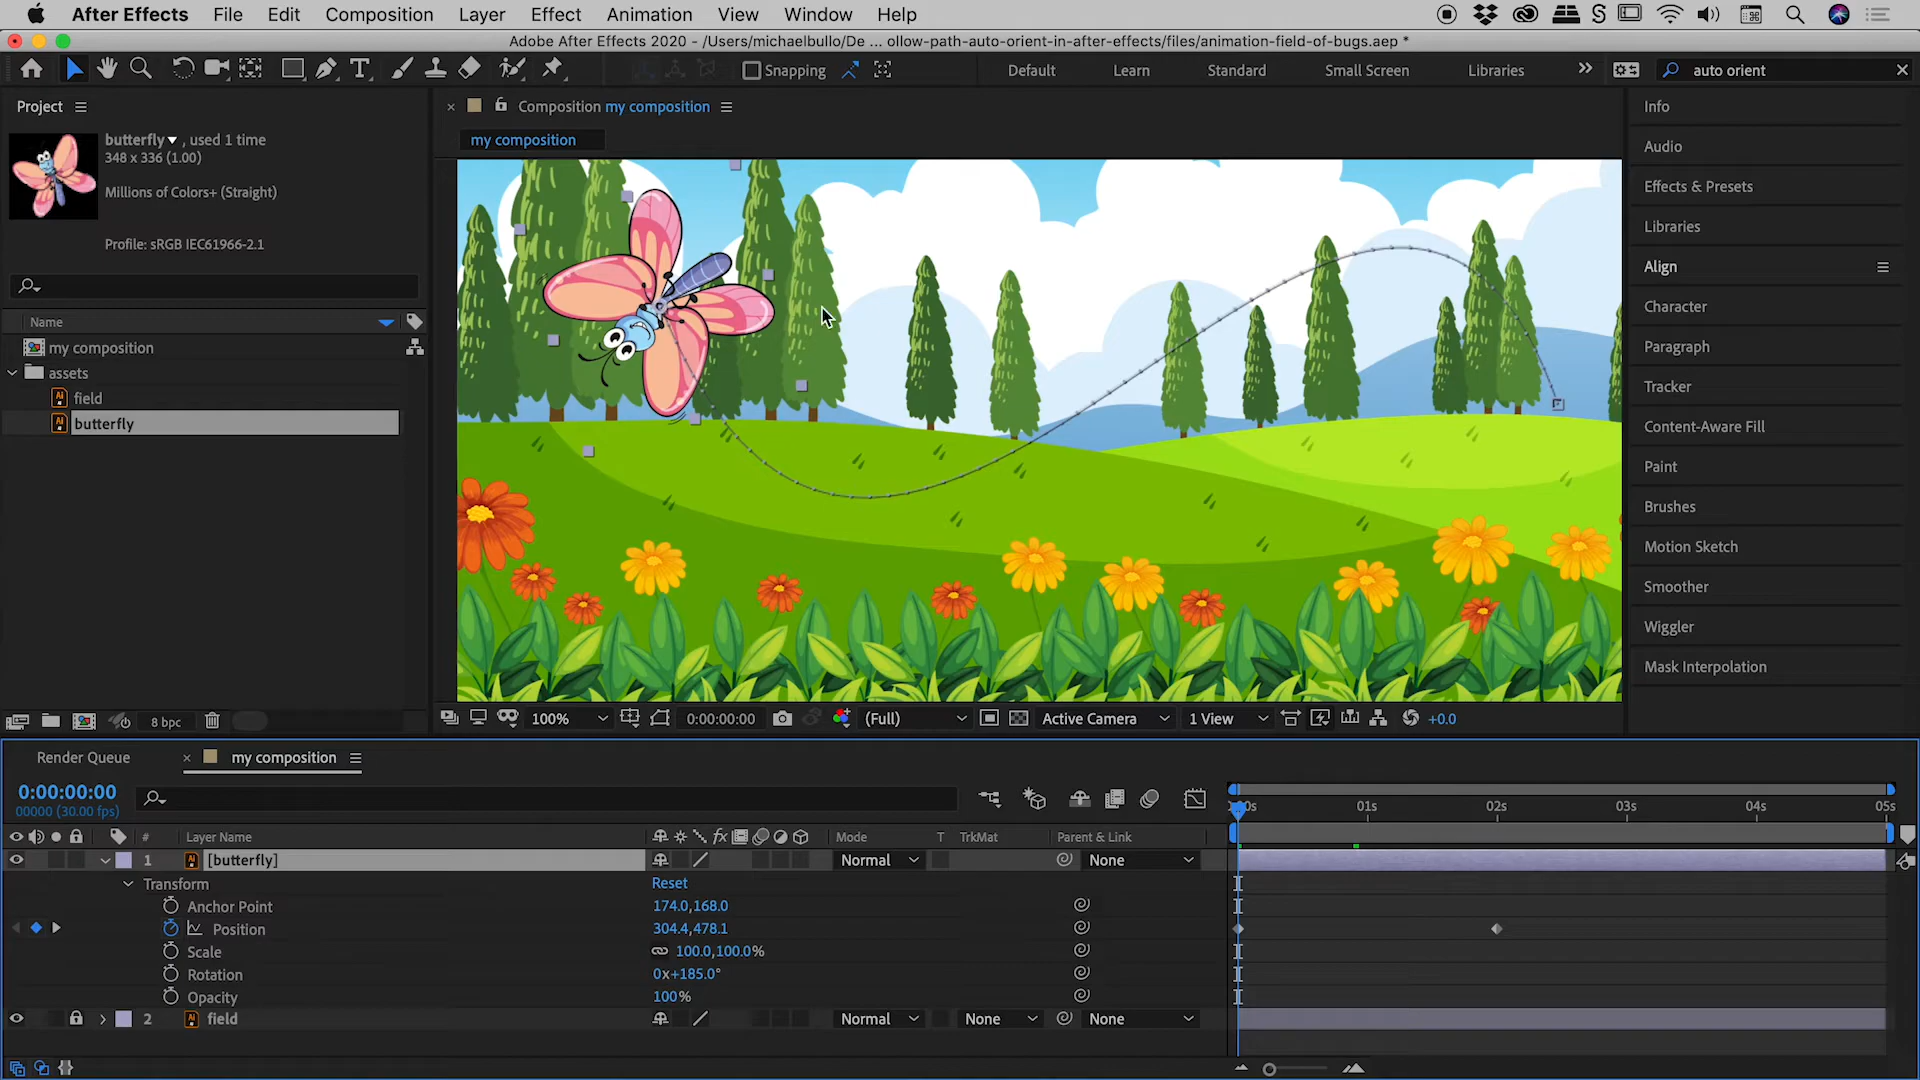 After Effects File Edit Composition Layer Effect Animation View Window Help
Adobe After Effects 2020 - /Users/michaelbullo/De ... ollow-path-auto-orient-in-after-effects/files/animation-field-of-bugs.aep *
Snapping Default Learn Standard Small Screen Libraries auto orient
Project
butterfly , used 1 time
348 x 336 (1.00)
Millions of Colors+ (Straight)
Profile: sRGB IEC61966-2.1
Name
my composition
assets
field
butterfly
8 bpc
Composition my composition
my composition
100% 0:00:00:00 (Full) Active Camera 1 View +0.0
Info
Audio
Effects & Presets
Libraries
Align
Character
Paragraph
Tracker
Content-Aware Fill
Paint
Brushes
Motion Sketch
Smoother
Wiggler
Mask Interpolation
Render Queue my composition
0:00:00:00
00000 (30.00 fps)
01s 02s 03s 04s 05s
# Layer Name fx Mode T TrkMat Parent & Link
1 [butterfly] Normal None
Transform Reset
Anchor Point 174.0,168.0
Position 304.4,478.1
Scale 100.0,100.0%
Rotation 0x+185.0°
Opacity 100%
2 field Normal None None